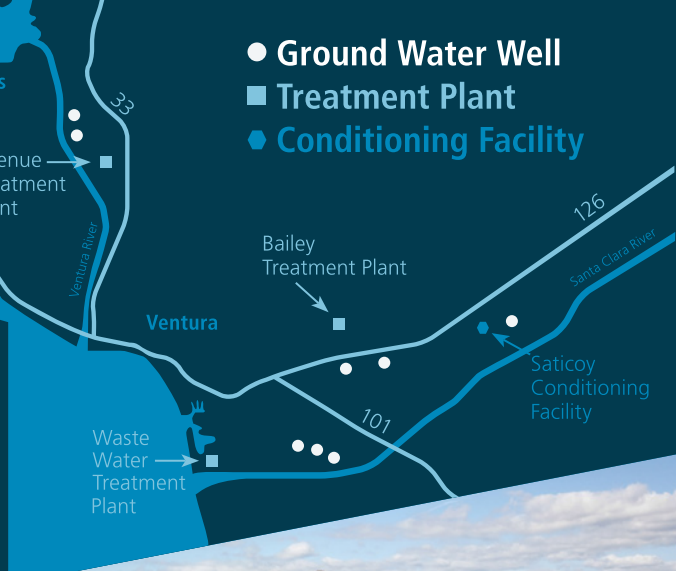 Ground Water Well
Treatment Plant
Conditioning Facility
s
33
enue
atment
nt
126
Santa Clara River
Ventura River
Bailey
Treatment Plant
Ventura
Saticoy
Conditioning
Facility
101
Waste
Water
Treatment
Plant